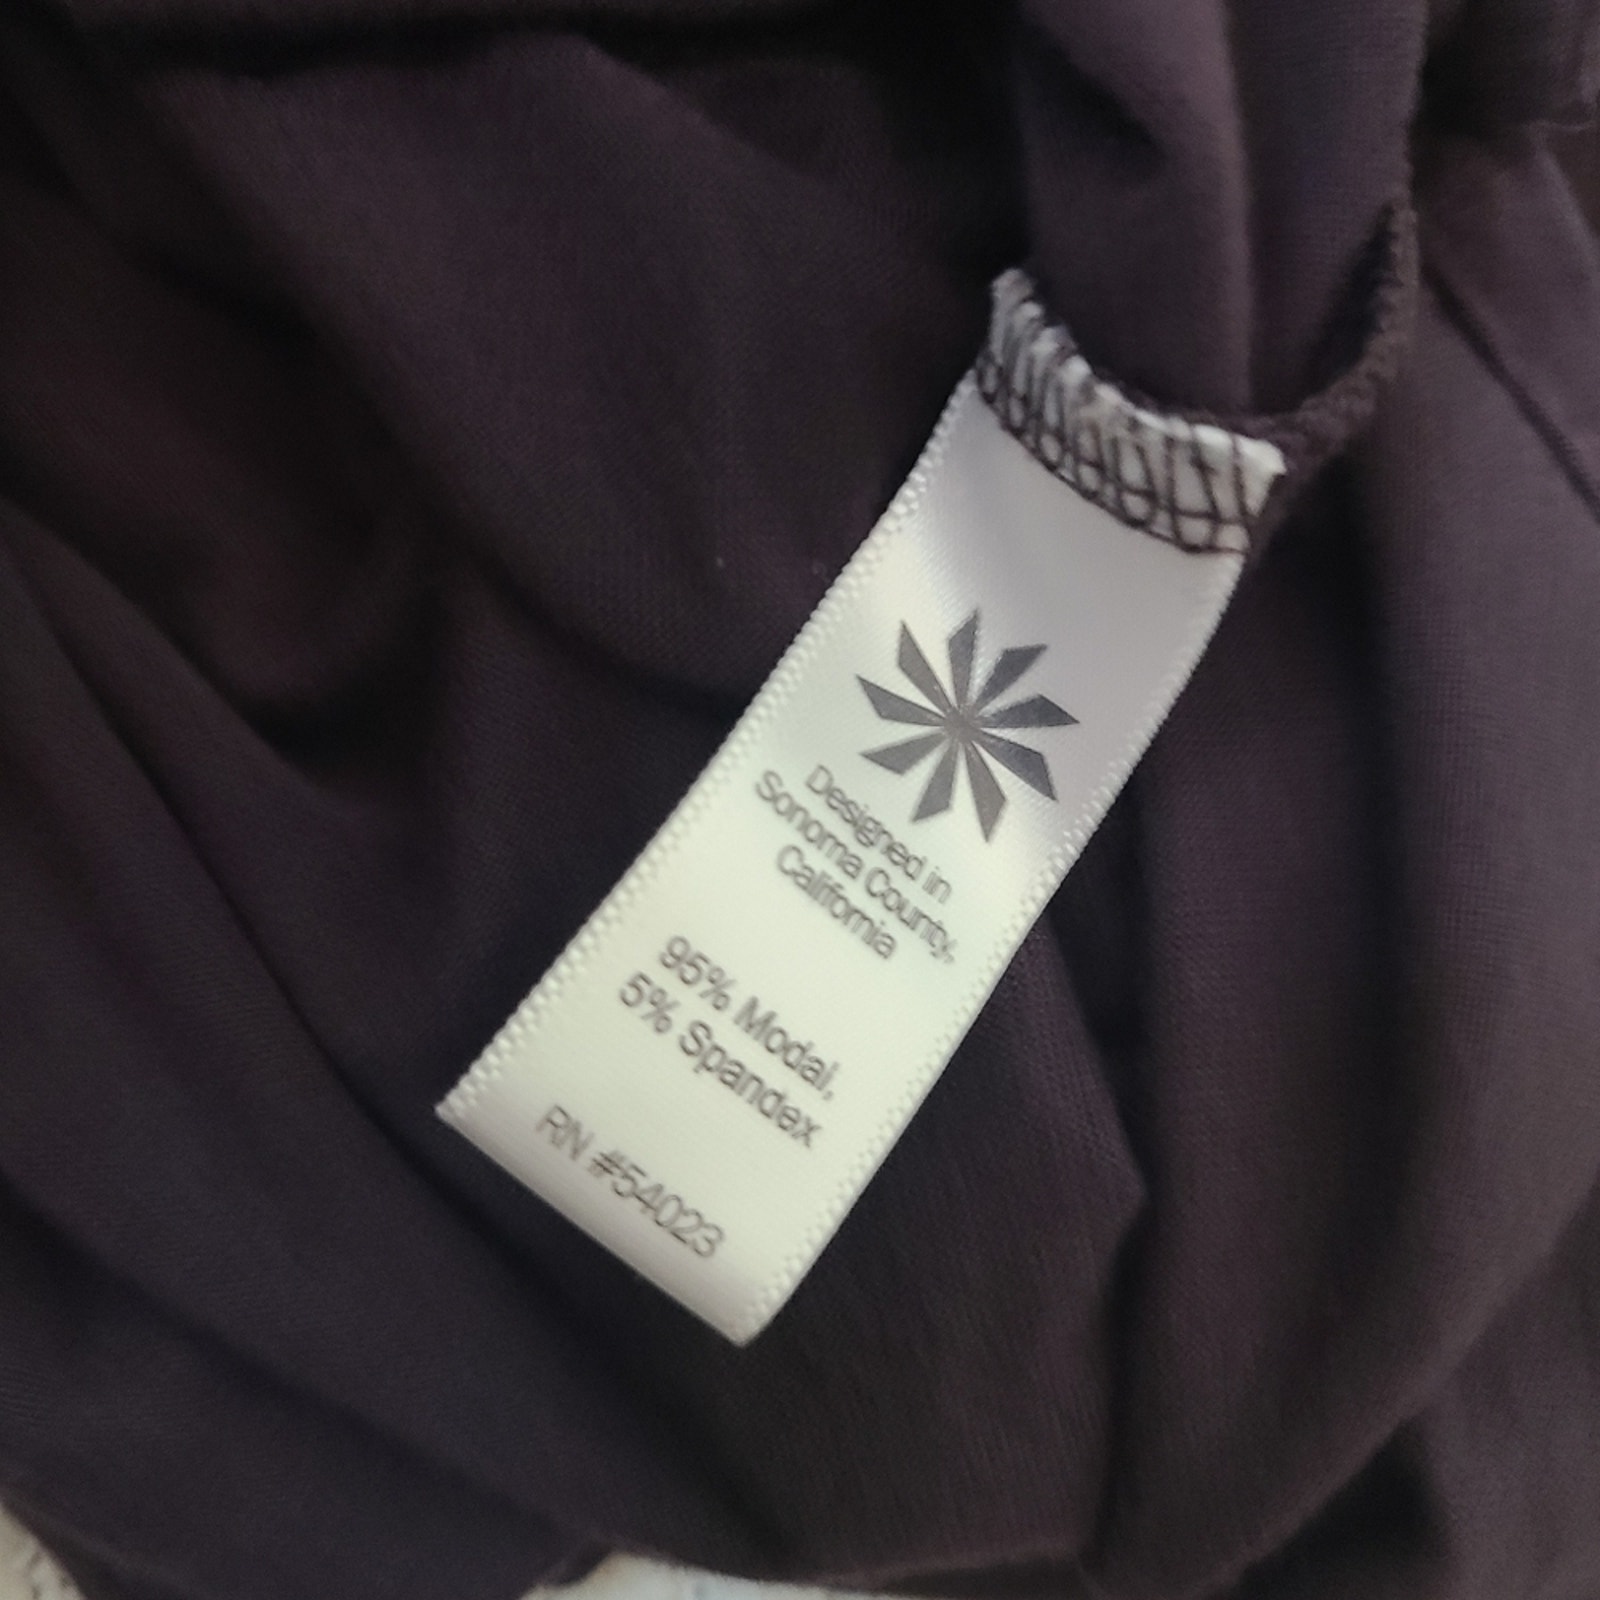 Designed in
Sonoma County,
California
95% Modal,
5% Spandex
RN #54023